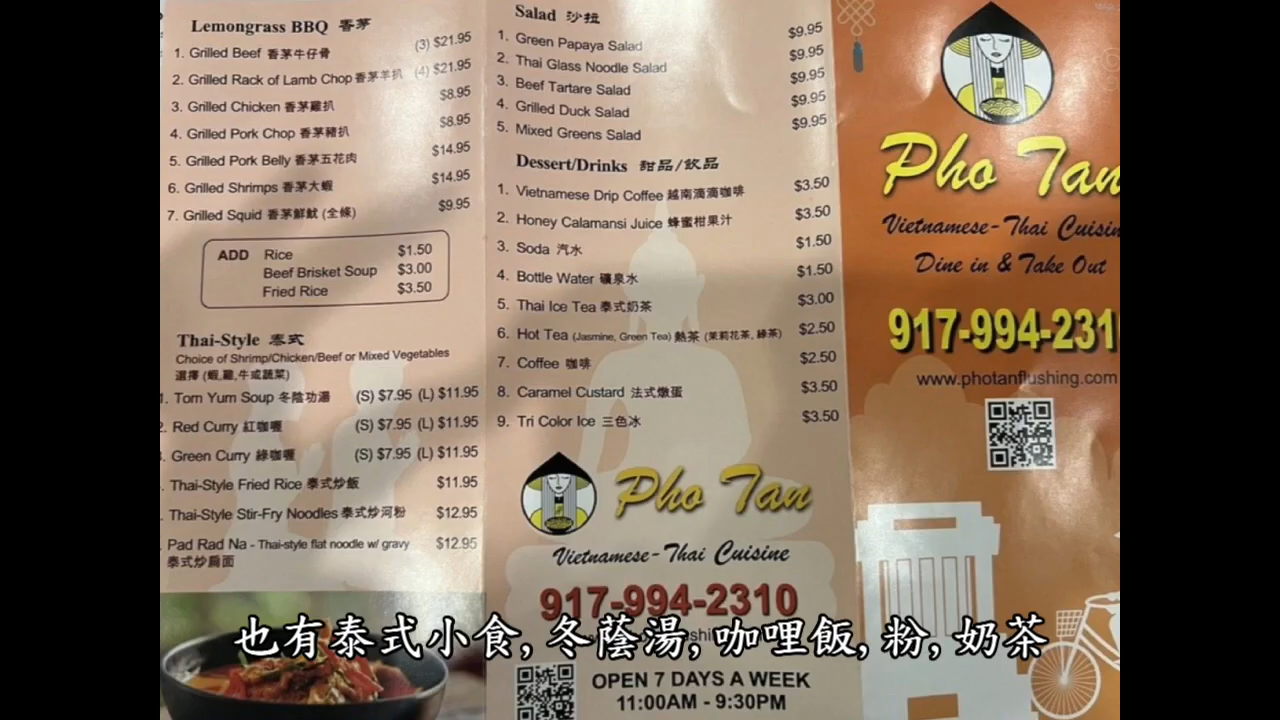 Lemongrass BBQ 香茅
1. Grilled Beef 香茅牛仔骨 (3) $21.95
2. Grilled Rack of Lamb Chop 香茅羊扒 (4) $21.95
3. Grilled Chicken 香茅雞扒 $8.95
4. Grilled Pork Chop 香茅豬扒 $8.95
5. Grilled Pork Belly 香茅五花肉 $14.95
6. Grilled Shrimps 香茅大蝦 $14.95
7. Grilled Squid 香茅鮮魷 (全條) $9.95
ADD Rice $1.50
Beef Brisket Soup $3.00
Fried Rice $3.50
Thai-Style 泰式
Choice of Shrimp/Chicken/Beef or Mixed Vegetables
選擇 (蝦,雞,牛或蔬菜)
. Tom Yum Soup 冬陰功湯 (S) $7.95 (L) $11.95
2. Red Curry 紅咖喱 (S) $7.95 (L) $11.95
. Green Curry 綠咖喱 (S) $7.95 (L) $11.95
Thai-Style Fried Rice 泰式炒飯 $11.95
. Thai-Style Stir-Fry Noodles 泰式炒河粉 $12.95
Pad Rad Na - Thai-style flat noodle w/ gravy $12.95
泰式炒扁面
Salad 沙拉
1. Green Papaya Salad $9.95
2. Thai Glass Noodle Salad $9.95
3. Beef Tartare Salad $9.95
4. Grilled Duck Salad $9.95
5. Mixed Greens Salad $9.95
Dessert/Drinks 甜品/飲品
1. Vietnamese Drip Coffee 越南滴滴咖啡 $3.50
2. Honey Calamansi Juice 蜂蜜柑果汁 $3.50
3. Soda 汽水 $1.50
4. Bottle Water 礦泉水 $1.50
5. Thai Ice Tea 泰式奶茶 $3.00
6. Hot Tea (Jasmine, Green Tea) 熱茶 (茉莉花茶, 綠茶) $2.50
7. Coffee 咖啡 $2.50
8. Caramel Custard 法式燉蛋 $3.50
9. Tri Color Ice 三色冰 $3.50
Pho Tan
Vietnamese-Thai Cuisine
917-994-2310
OPEN 7 DAYS A WEEK
11:00AM - 9:30PM
Pho Tan
Vietnamese-Thai Cuisin
Dine in & Take Out
917-994-231
www.photanflushing.com
也有泰式小食, 冬蔭湯, 咖哩飯, 粉, 奶茶